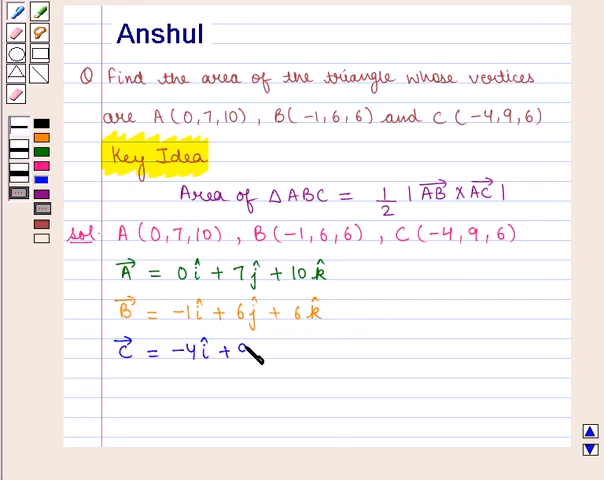 Anshul
Q Find the area of the triangle whose vertices
are A (0,7,10) , B(-1,6,6) and C (-4,9,6)
Key Idea
Area of △ABC = 1/2 |AB⃗ × AC⃗|
Sol. A (0,7,10) , B(-1,6,6) , C(-4,9,6)
A⃗ = 0î + 7ĵ + 10k̂
B⃗ = -1î + 6ĵ + 6k̂
C⃗ = -4î + 9